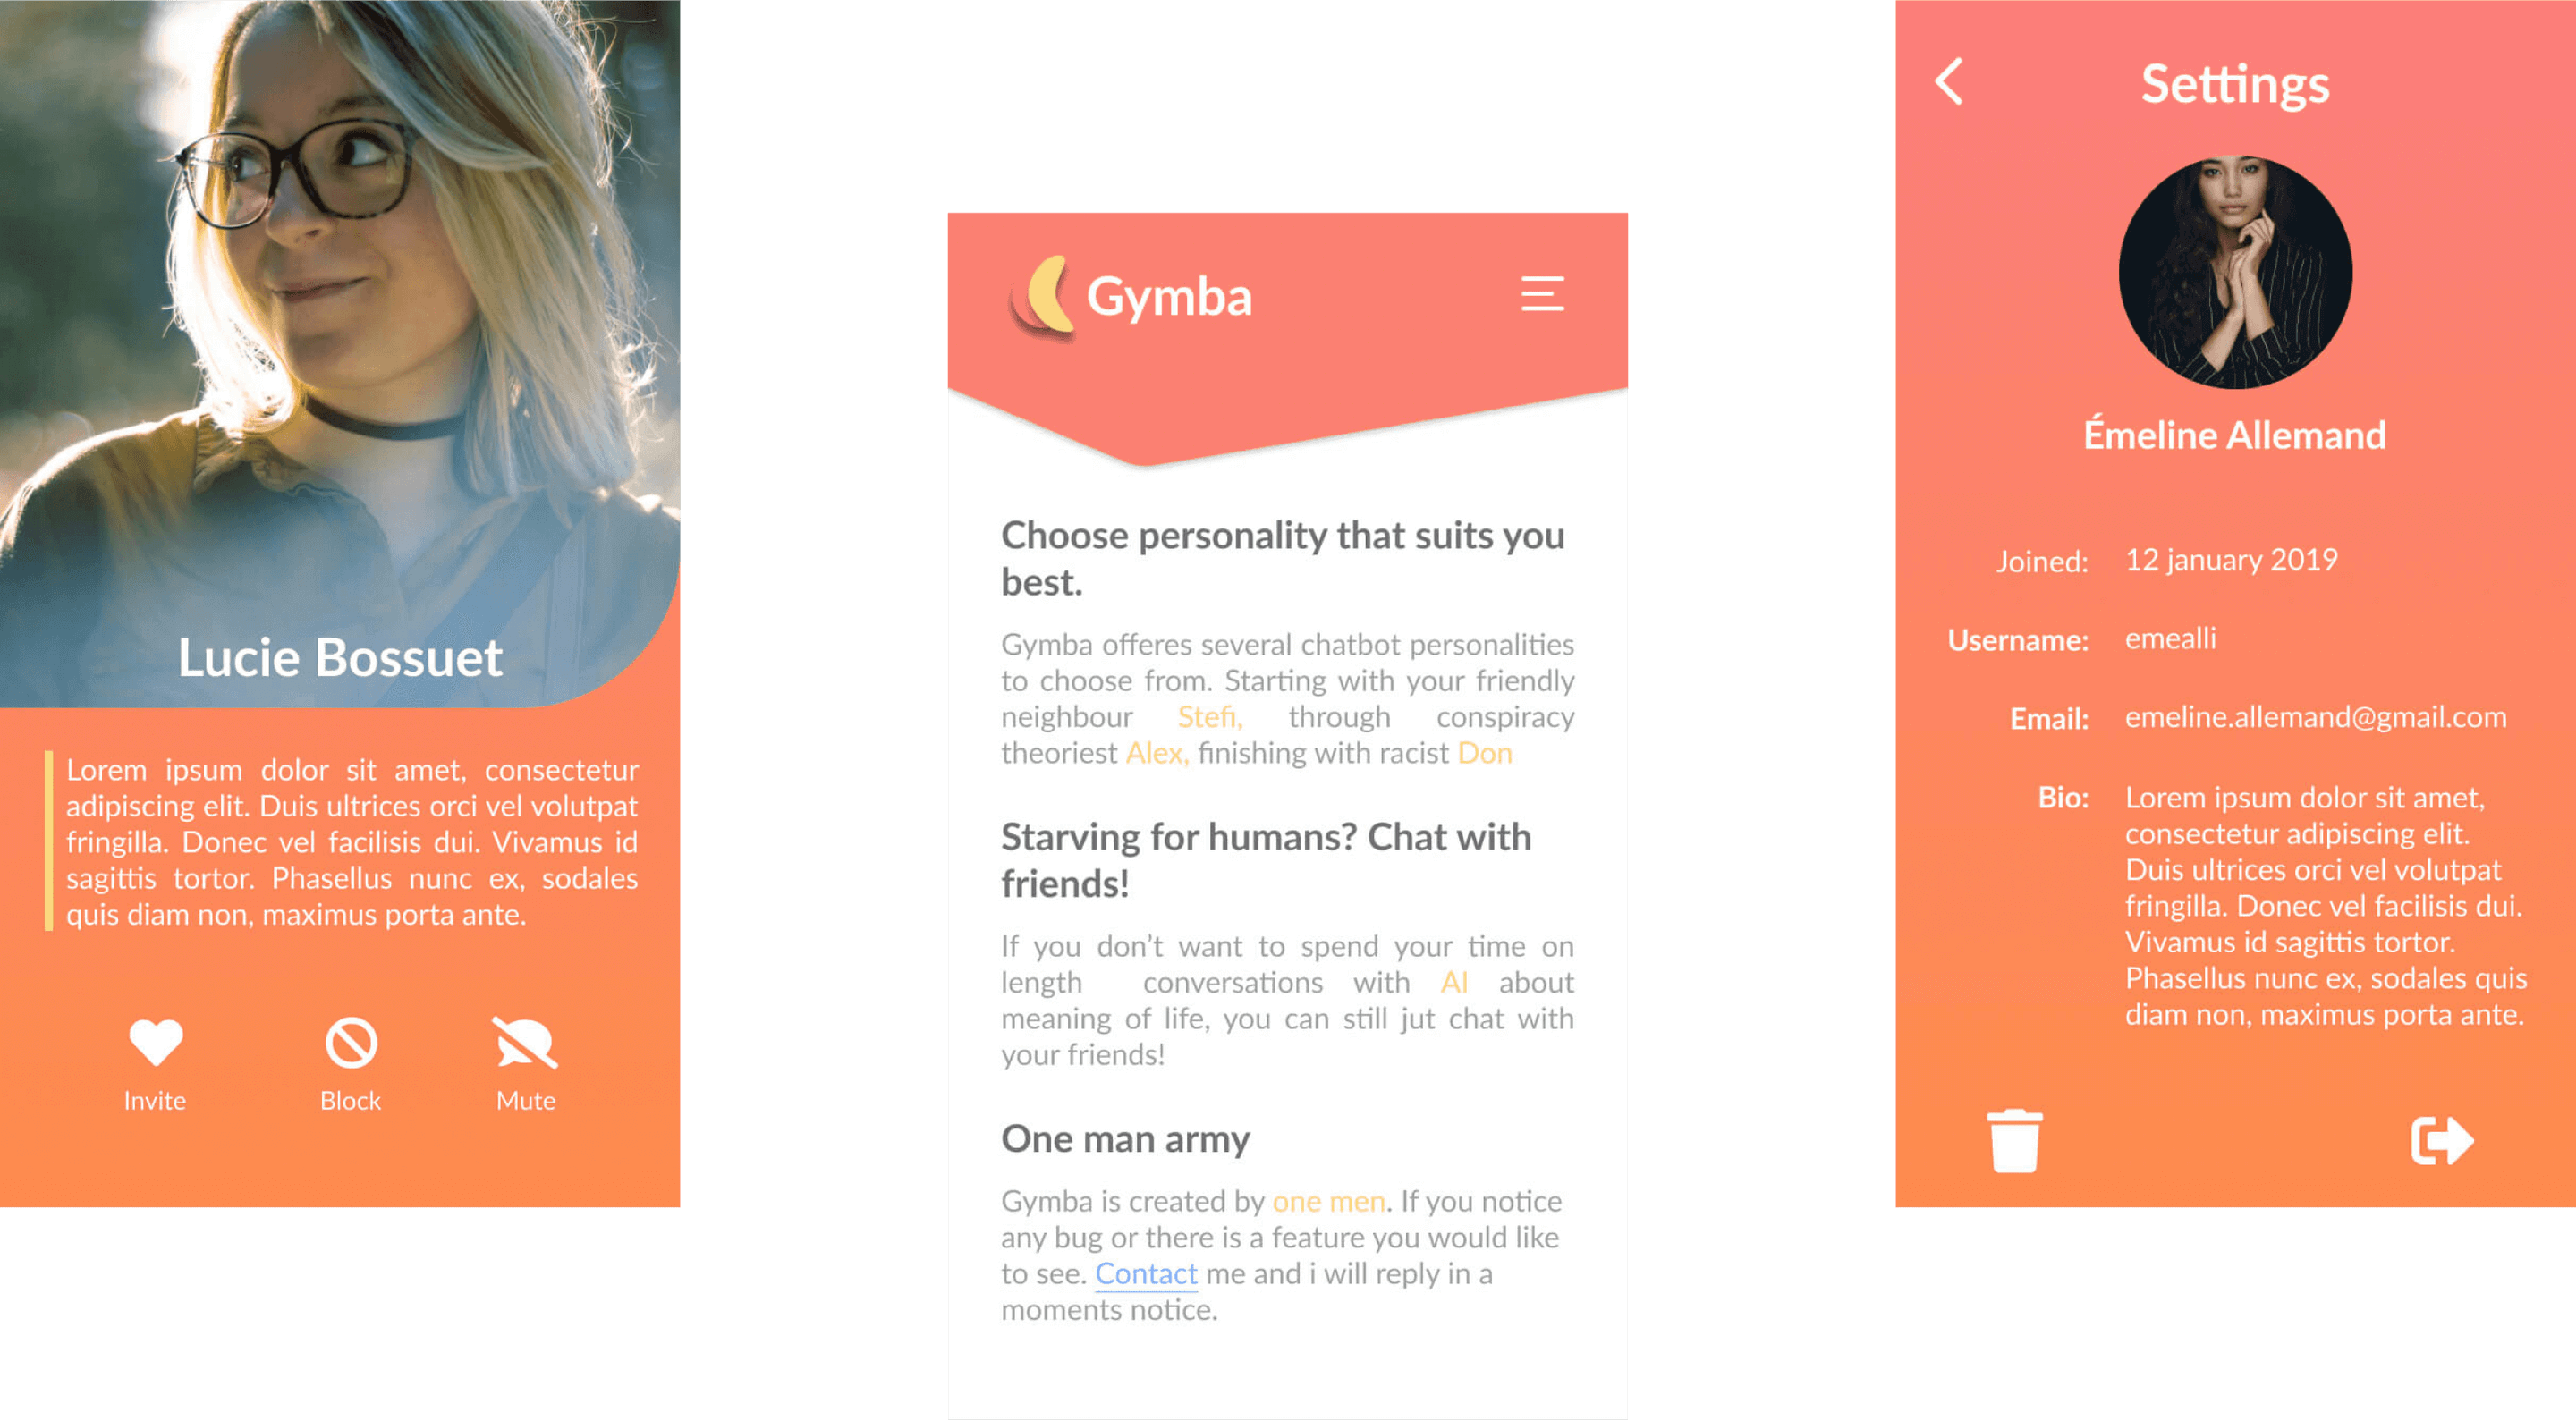 Lucie Bossuet
Lorem ipsum dolor sit amet, consectetur
adipiscing elit. Duis ultrices orci vel volutpat
fringilla. Donec vel facilisis dui. Vivamus id
sagittis tortor. Phasellus nunc ex, sodales
quis diam non, maximus porta ante.
Invite Block Mute
Gymba
Choose personality that suits you
best.
Gymba offeres several chatbot personalities
to choose from. Starting with your friendly
neighbour Stefi, through conspiracy
theoriest Alex, finishing with racist Don
Starving for humans? Chat with
friends!
If you don’t want to spend your time on
length conversations with AI about
meaning of life, you can still jut chat with
your friends!
One man army
Gymba is created by one men. If you notice
any bug or there is a feature you would like
to see. Contact me and i will reply in a
moments notice.
Settings
Émeline Allemand
Joined: 12 january 2019
Username: emealli
Email: emeline.allemand@gmail.com
Bio: Lorem ipsum dolor sit amet,
consectetur adipiscing elit.
Duis ultrices orci vel volutpat
fringilla. Donec vel facilisis dui.
Vivamus id sagittis tortor.
Phasellus nunc ex, sodales quis
diam non, maximus porta ante.